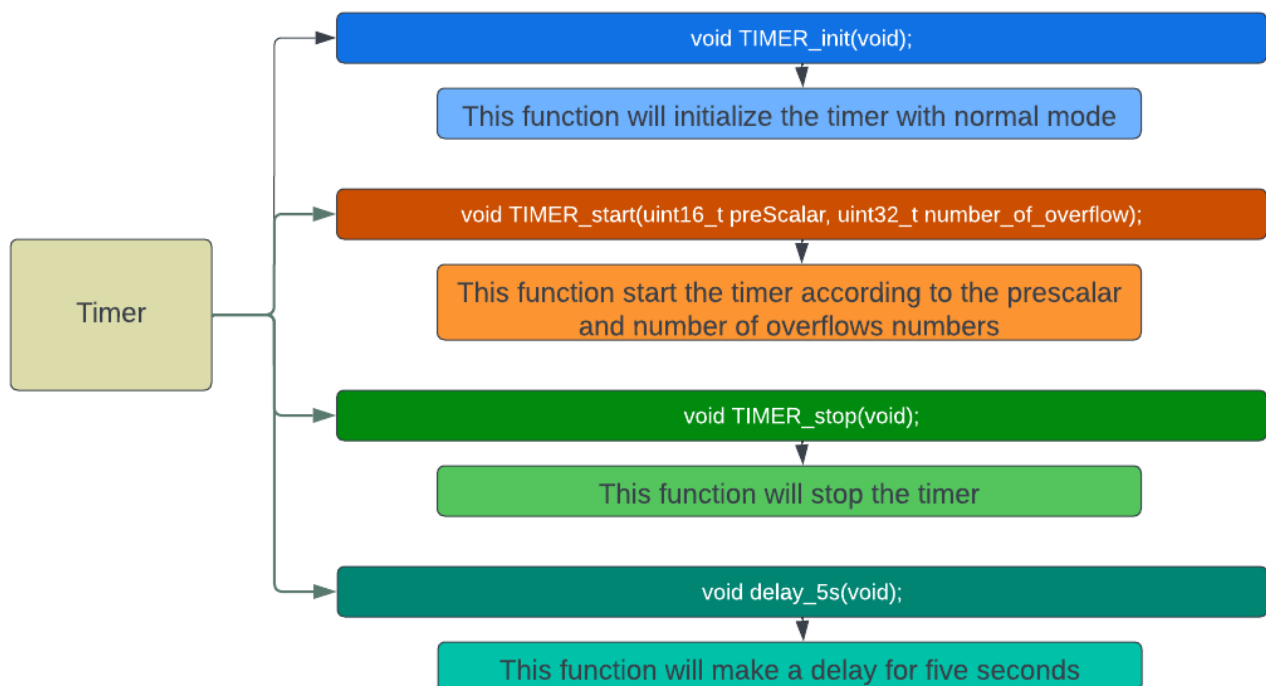 void TIMER_init(void);
This function will initialize the timer with normal mode
void TIMER_start(uint16_t preScalar, uint32_t number_of_overflow);
This function start the timer according to the prescalar
and number of overflows numbers
Timer
void TIMER_stop(void);
This function will stop the timer
void delay_5s(void);
This function will make a delay for five seconds